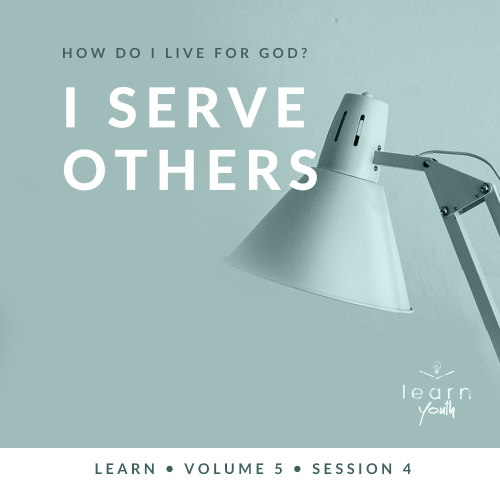 HOW DO I LIVE FOR GOD?
I SERVE
OTHERS
learn
youth
LEARN • VOLUME 5 • SESSION 4